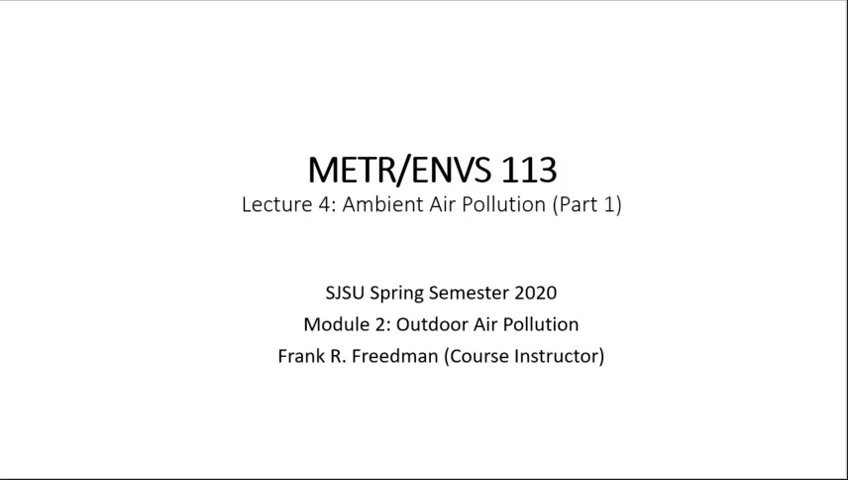 METR/ENVS 113
Lecture 4: Ambient Air Pollution (Part 1)
SJSU Spring Semester 2020
Module 2: Outdoor Air Pollution
Frank R. Freedman (Course Instructor)